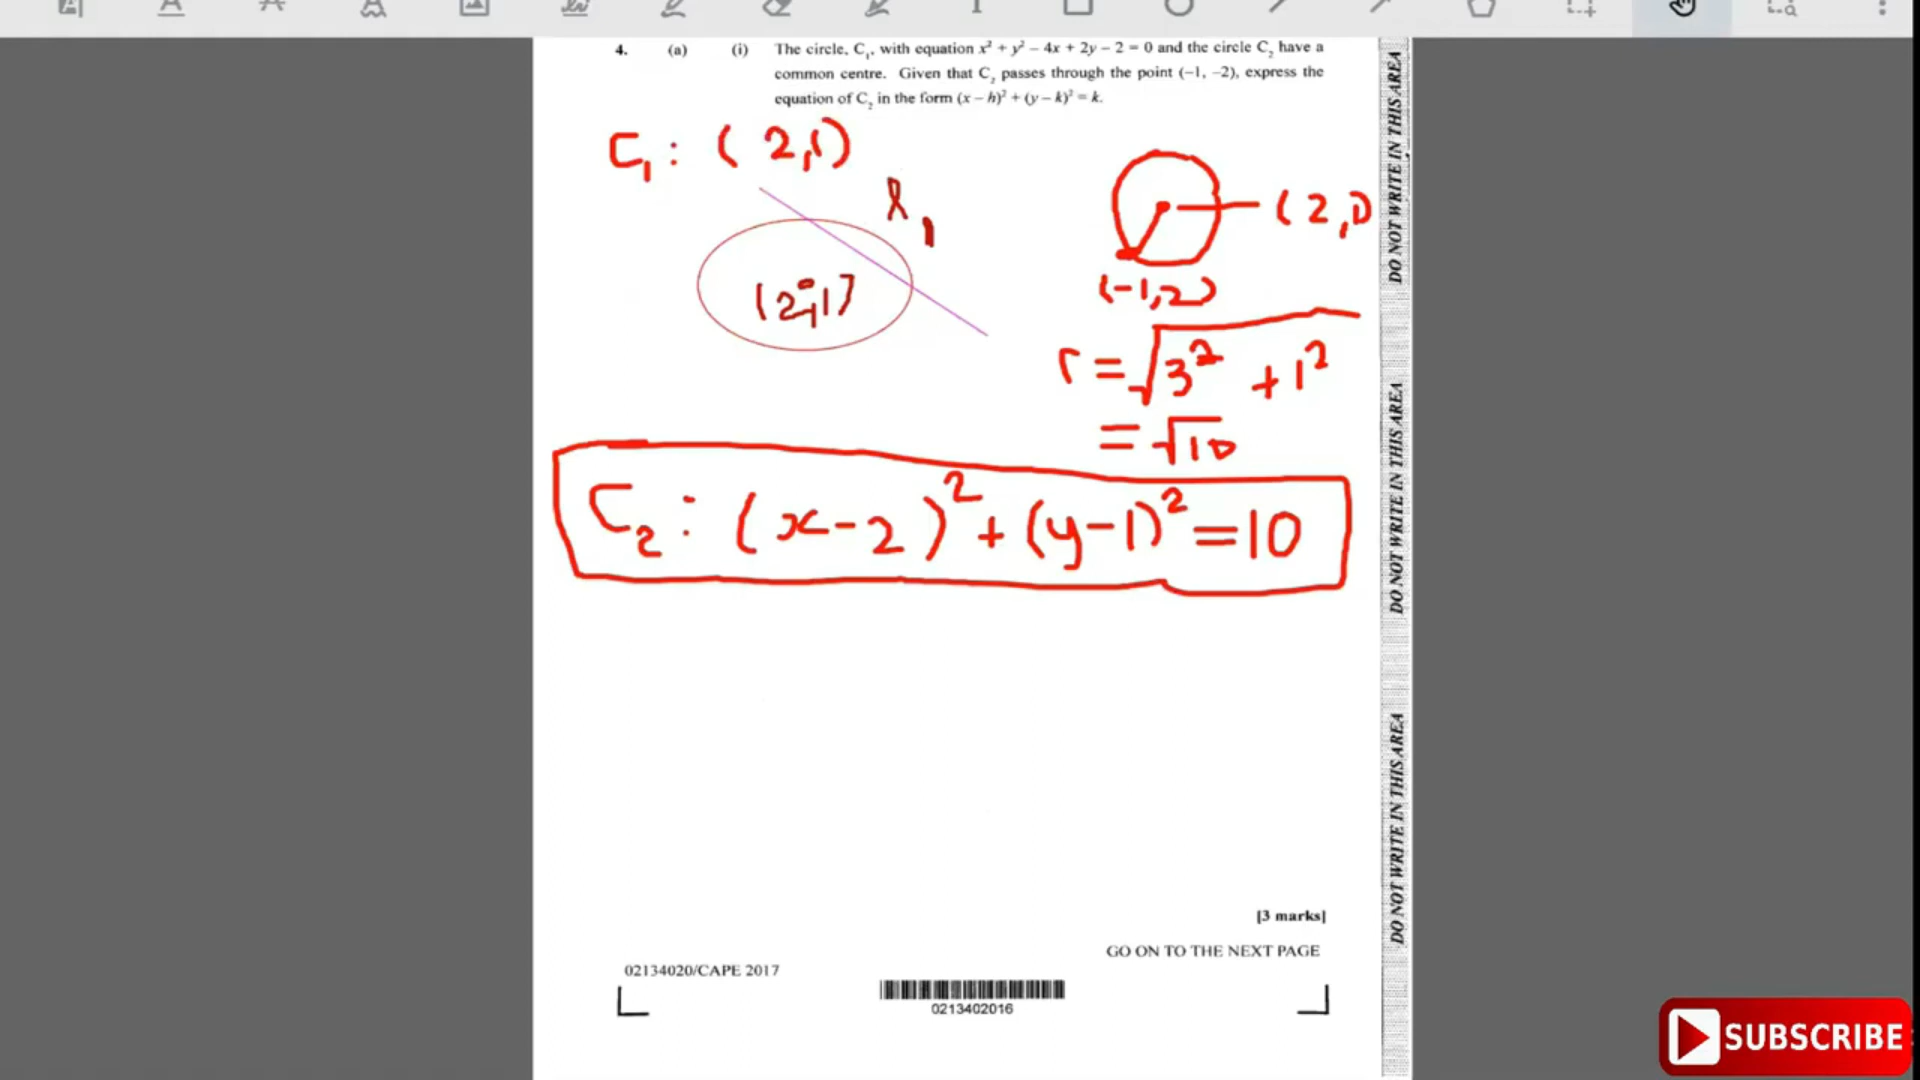 4. (a) (i) The circle, C₁, with equation x² + y² – 4x + 2y – 2 = 0 and the circle C₂ have a
common centre. Given that C₂ passes through the point (–1, –2), express the
equation of C₂ in the form (x – h)² + (y – k)² = k.
C₁ : (2,1)
(2,1)
(-1,2)
r = √3² + 1²
= √10
C₂ : (x-2)² + (y-1)² = 10
[3 marks]
GO ON TO THE NEXT PAGE
02134020/CAPE 2017
0213402016
DO NOT WRITE IN THIS AREA
DO NOT WRITE IN THIS AREA
DO NOT WRITE IN THIS AREA
SUBSCRIBE